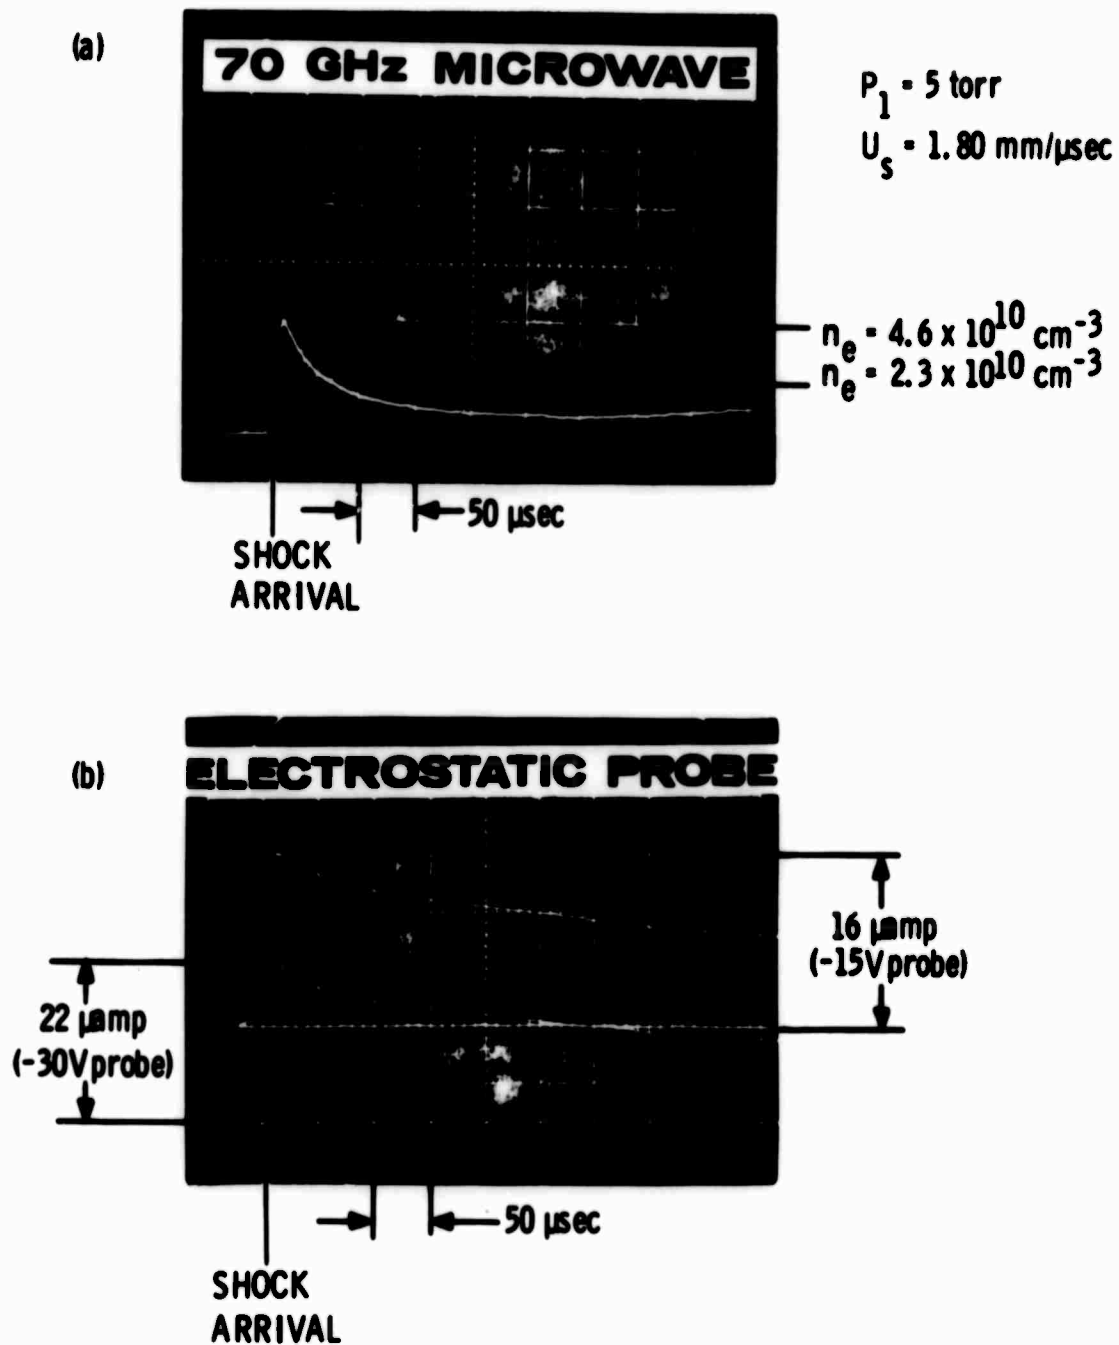 (a)
70 GHz MICROWAVE
P1 = 5 torr
Us = 1.80 mm/μsec
ne = 4.6 x 10^10 cm^-3
ne = 2.3 x 10^10 cm^-3
50 μsec
SHOCK
ARRIVAL
(b)
ELECTROSTATIC PROBE
16 μamp
(-15V probe)
22 μamp
(-30V probe)
50 μsec
SHOCK
ARRIVAL